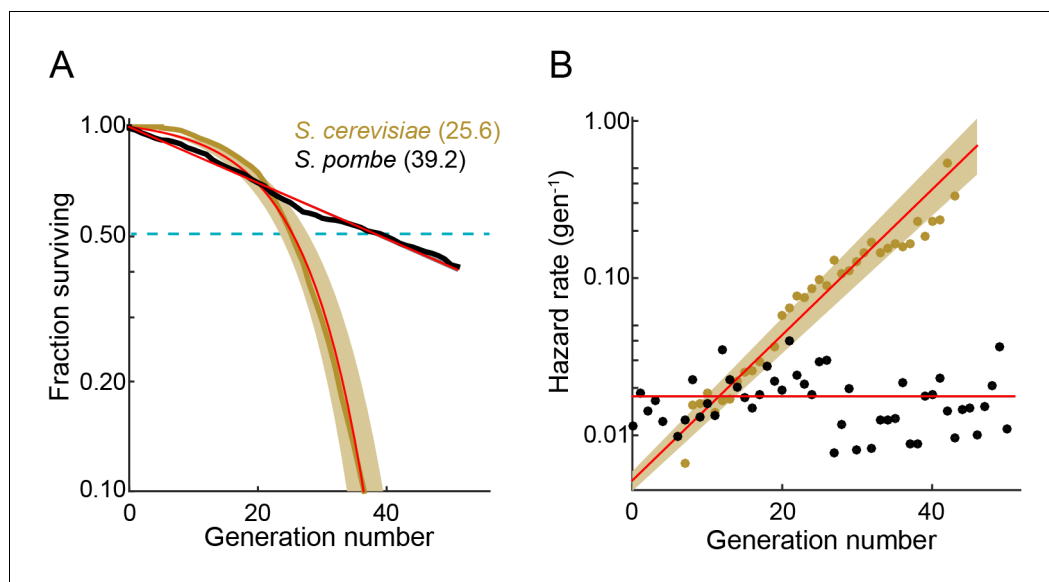 A
S. cerevisiae (25.6)
S. pombe (39.2)
1.00
0.50
0.20
0.10
Fraction surviving
0
20
40
Generation number
B
1.00
0.10
0.01
Hazard rate (gen⁻¹)
0
20
40
Generation number